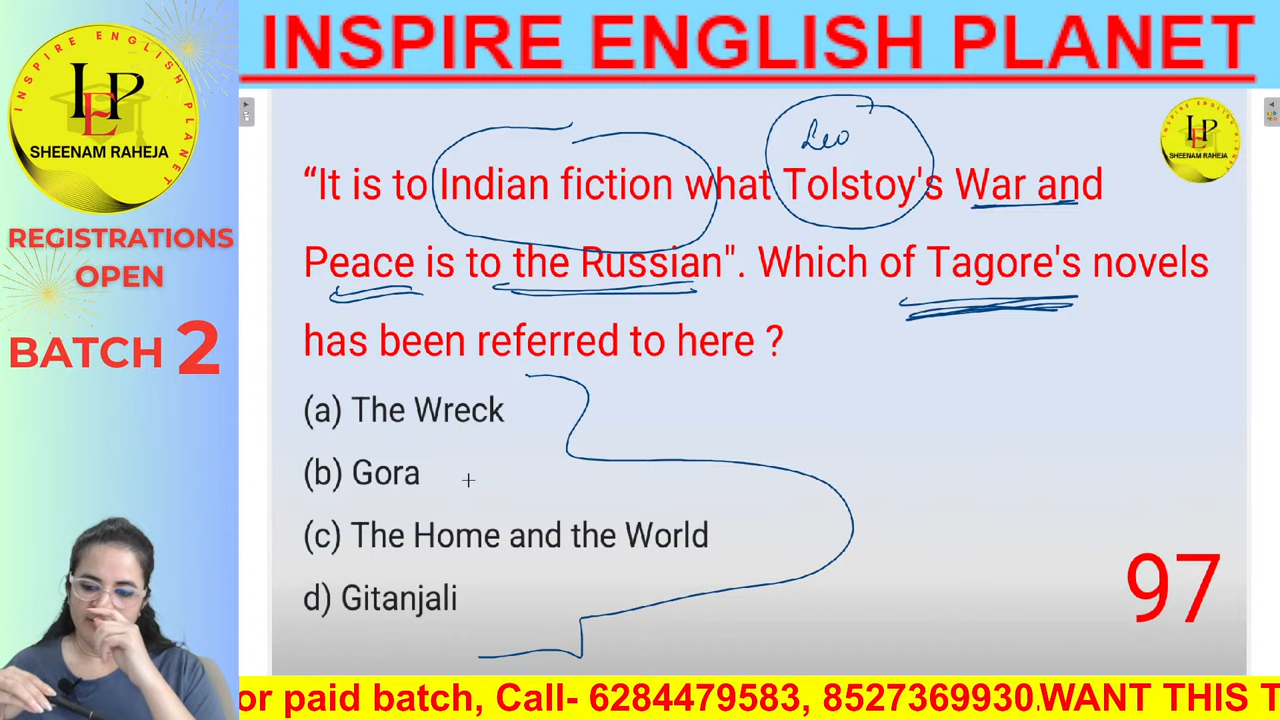 INSPIRE ENGLISH PLANET
INSPIRE ENGLISH PLANET
IEP
SHEENAM RAHEJA
REGISTRATIONS
OPEN
BATCH 2
IEP
SHEENAM RAHEJA
Leo
“It is to Indian fiction what Tolstoy's War and
Peace is to the Russian". Which of Tagore's novels
has been referred to here ?
(a) The Wreck
(b) Gora
(c) The Home and the World
d) Gitanjali
97
or paid batch, Call- 6284479583, 8527369930.WANT THIS T